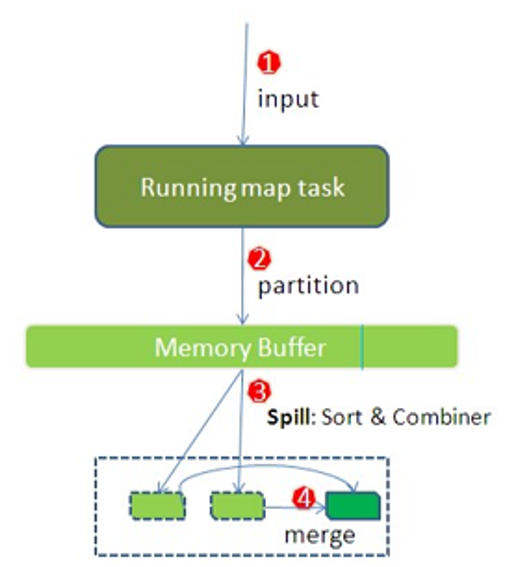 1
input
Running map task
2
partition
Memory Buffer
3
Spill: Sort & Combiner
4
merge